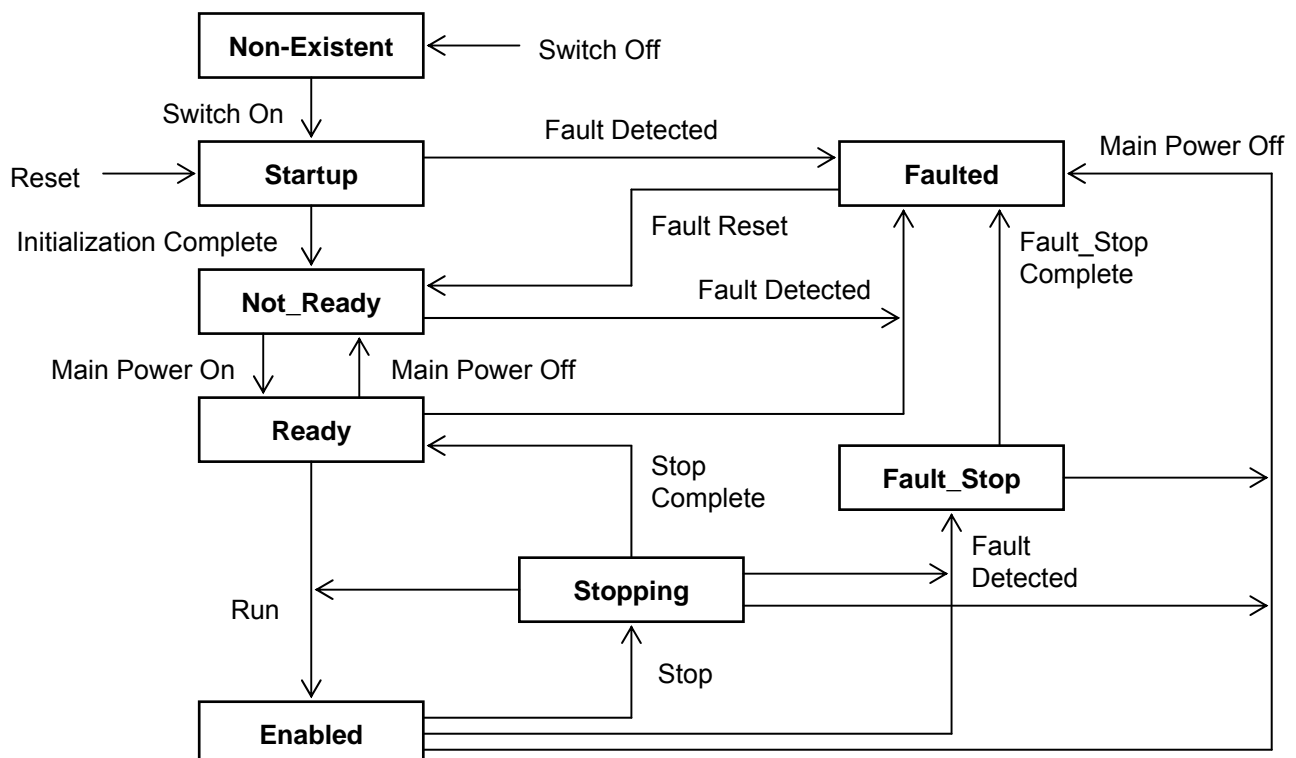 Non-Existent
Switch Off
Switch On
Fault Detected
Main Power Off
Reset
Startup
Faulted
Initialization Complete
Fault Reset
Fault_Stop
Complete
Not_Ready
Fault Detected
Main Power On
Main Power Off
Ready
Stop
Complete
Fault_Stop
Fault
Detected
Stopping
Run
Stop
Enabled